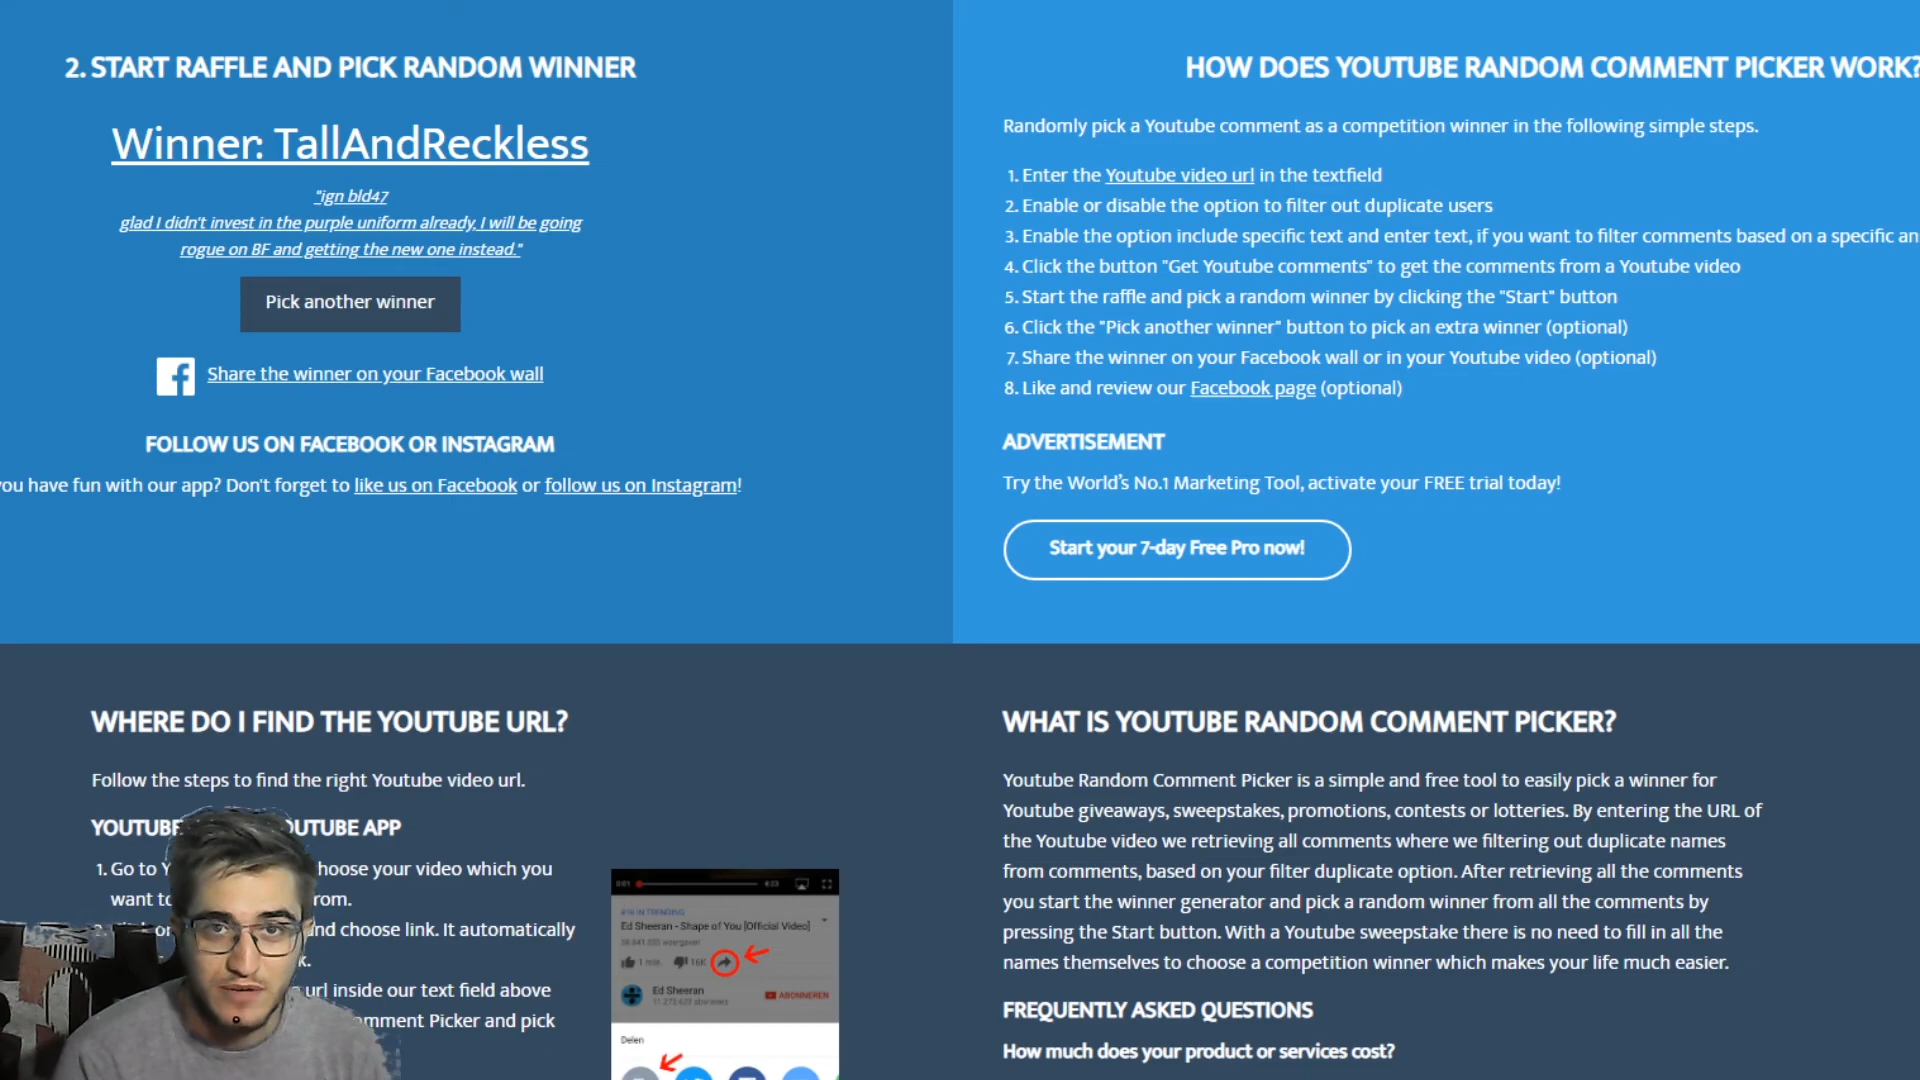 2. START RAFFLE AND PICK RANDOM WINNER
Winner: TallAndReckless
"ign bld47
glad I didn't invest in the purple uniform already, I will be going
rogue on BF and getting the new one instead."
Pick another winner
Share the winner on your Facebook wall
FOLLOW US ON FACEBOOK OR INSTAGRAM
you have fun with our app? Don't forget to like us on Facebook or follow us on Instagram!
HOW DOES YOUTUBE RANDOM COMMENT PICKER WORK?
Randomly pick a Youtube comment as a competition winner in the following simple steps.
1. Enter the Youtube video url in the textfield
2. Enable or disable the option to filter out duplicate users
3. Enable the option include specific text and enter text, if you want to filter comments based on a specific an
4. Click the button "Get Youtube comments" to get the comments from a Youtube video
5. Start the raffle and pick a random winner by clicking the "Start" button
6. Click the "Pick another winner" button to pick an extra winner (optional)
7. Share the winner on your Facebook wall or in your Youtube video (optional)
8. Like and review our Facebook page (optional)
ADVERTISEMENT
Try the World's No.1 Marketing Tool, activate your FREE trial today!
Start your 7-day Free Pro now!
WHERE DO I FIND THE YOUTUBE URL?
Follow the steps to find the right Youtube video url.
YOUTUBE OUTUBE APP
1. Go to Y hoose your video which you
want to rom.
nd choose link. It automatically
k.
url inside our text field above
omment Picker and pick
0:01 4:23
#16 IN TRENDING
Ed Sheeran - Shape of You [Official Video]
1 mln. 16K
Ed Sheeran
ABONNEREN
Delen
WHAT IS YOUTUBE RANDOM COMMENT PICKER?
Youtube Random Comment Picker is a simple and free tool to easily pick a winner for
Youtube giveaways, sweepstakes, promotions, contests or lotteries. By entering the URL of
the Youtube video we retrieving all comments where we filtering out duplicate names
from comments, based on your filter duplicate option. After retrieving all the comments
you start the winner generator and pick a random winner from all the comments by
pressing the Start button. With a Youtube sweepstake there is no need to fill in all the
names themselves to choose a competition winner which makes your life much easier.
FREQUENTLY ASKED QUESTIONS
How much does your product or services cost?